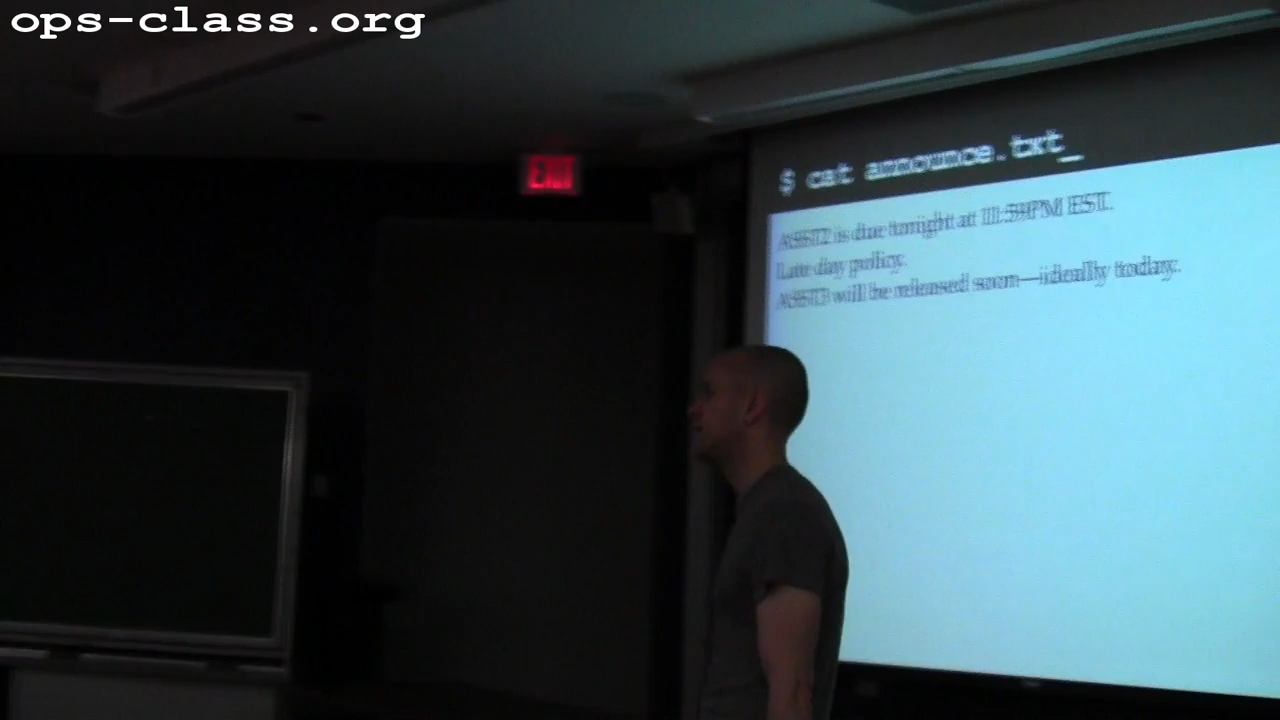 ops-class.org
EXIT
$ cat announce.txt_
ASST2 is due tonight at 11:59PM EST.
Late day policy.
ASST3 will be released soon—ideally today.